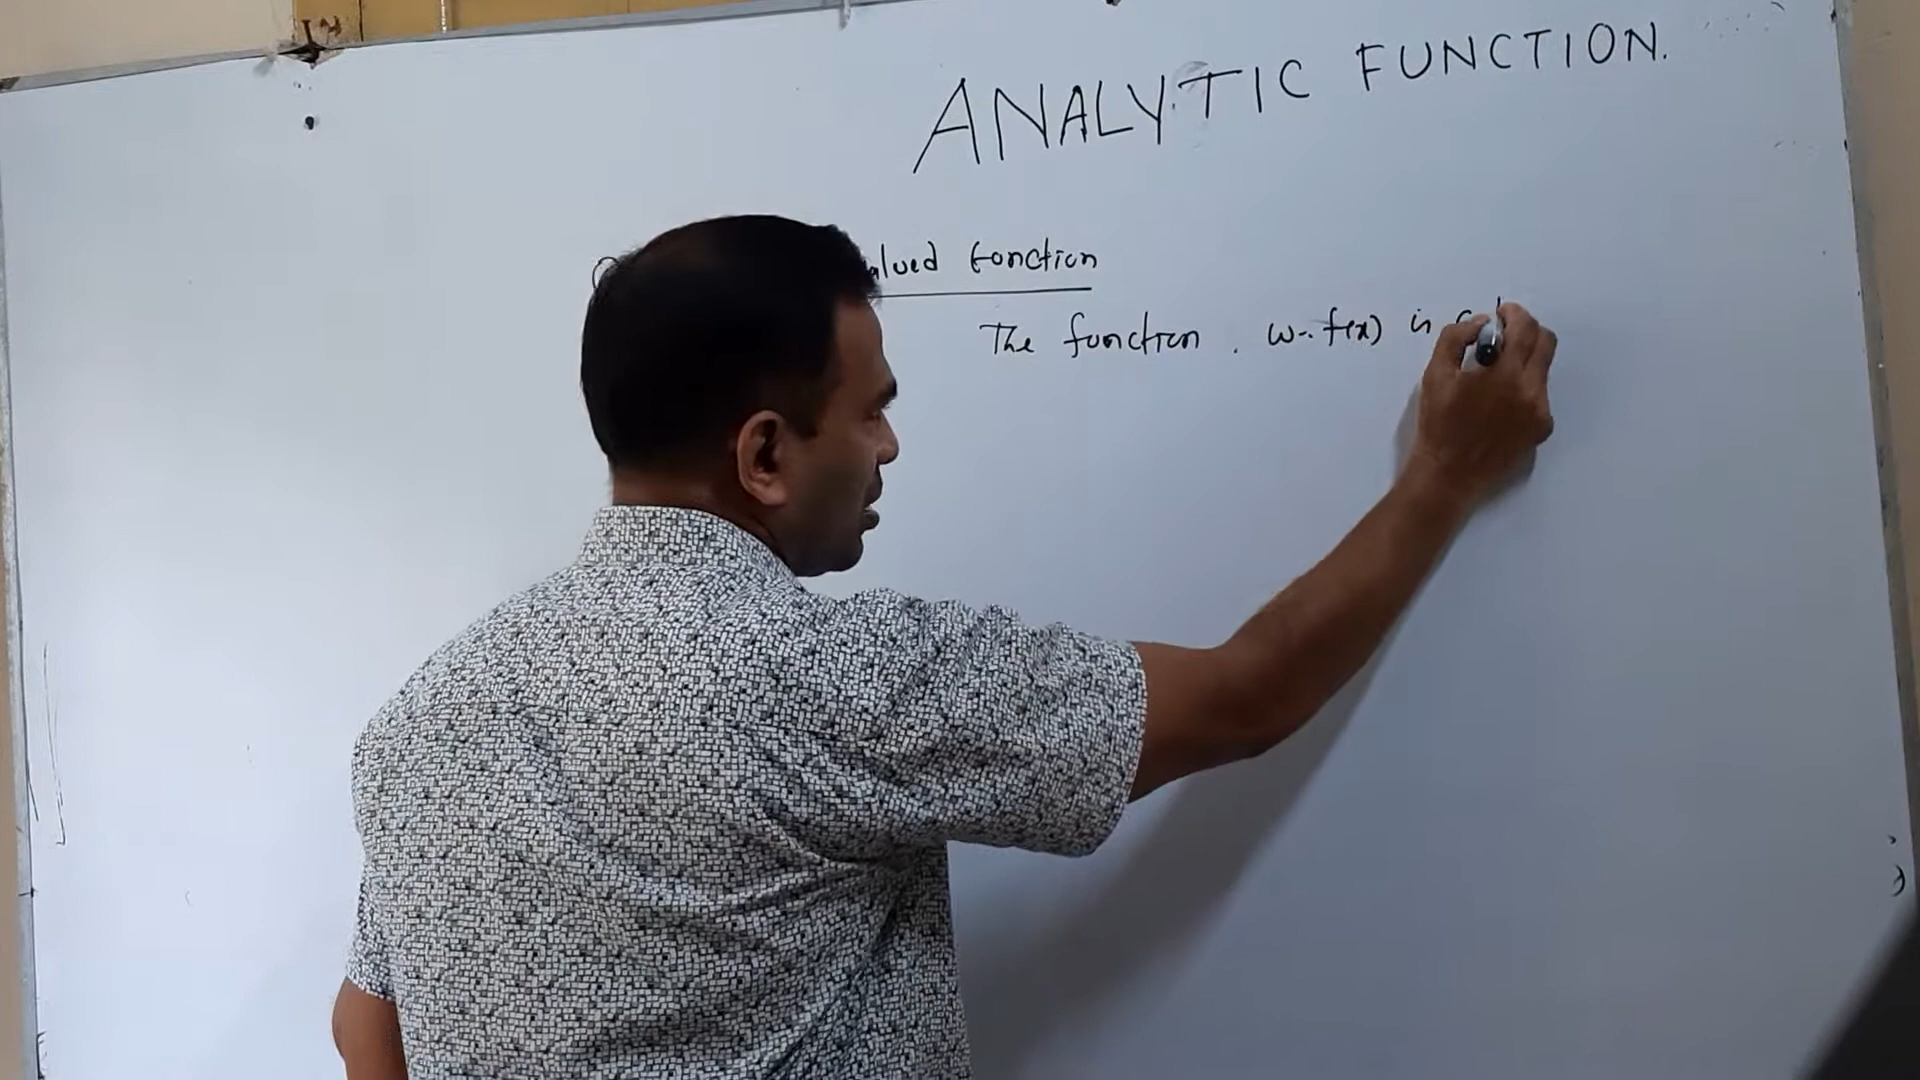 ANALYTIC FUNCTION.
alued function
The function . w = f(x) is